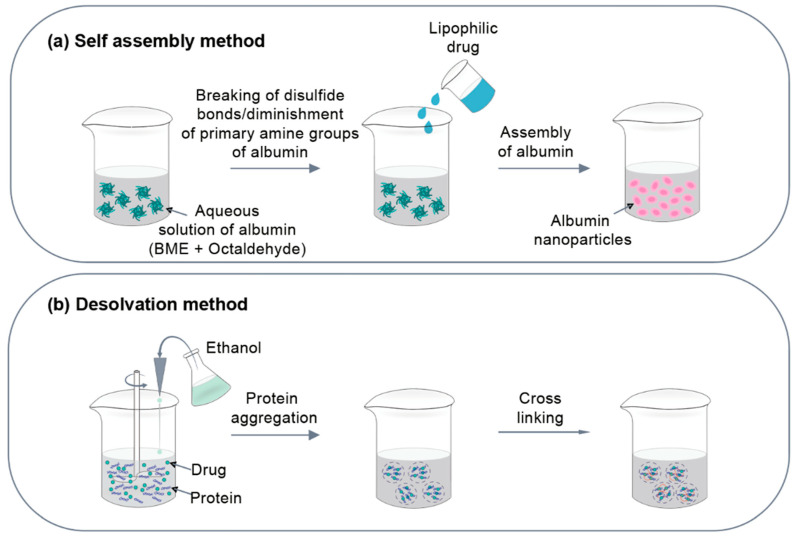 (a) Self assembly method
Lipophilic
drug
Breaking of disulfide
bonds/diminishment
of primary amine groups
of albumin
Assembly
of albumin
Aqueous
solution of albumin
(BME + Octaldehyde)
Albumin
nanoparticles
(b) Desolvation method
Ethanol
Protein
aggregation
Cross
linking
Drug
Protein